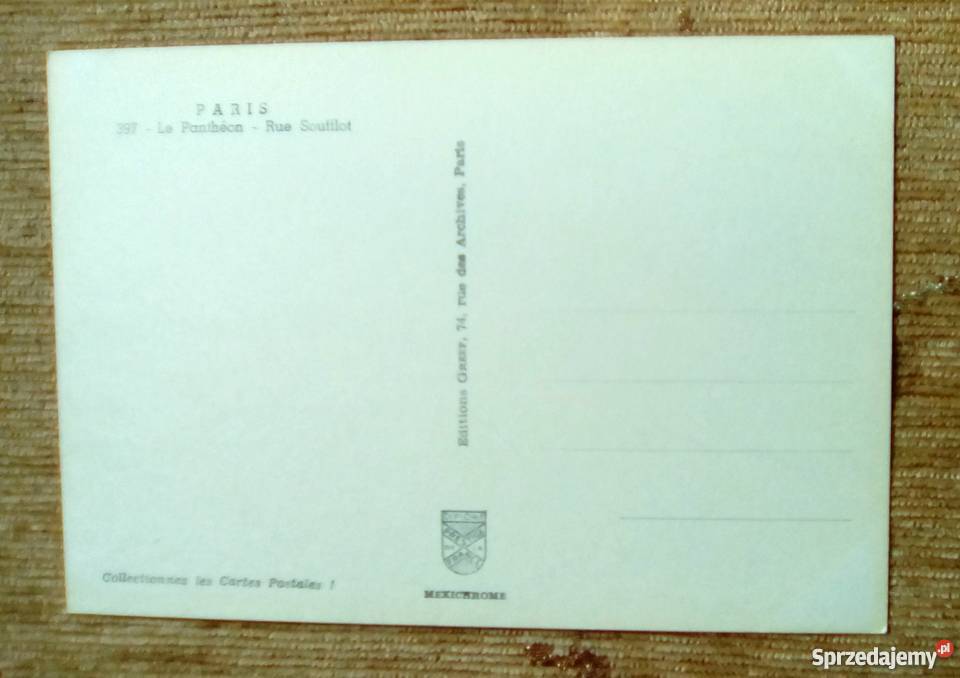 PARIS
397 - Le Panthéon - Rue Soufflot
Editions GREFF, 74, rue des Archives, Paris
MEXICHROME
Collectionnez les Cartes Postales !
Sprzedajemy.pl